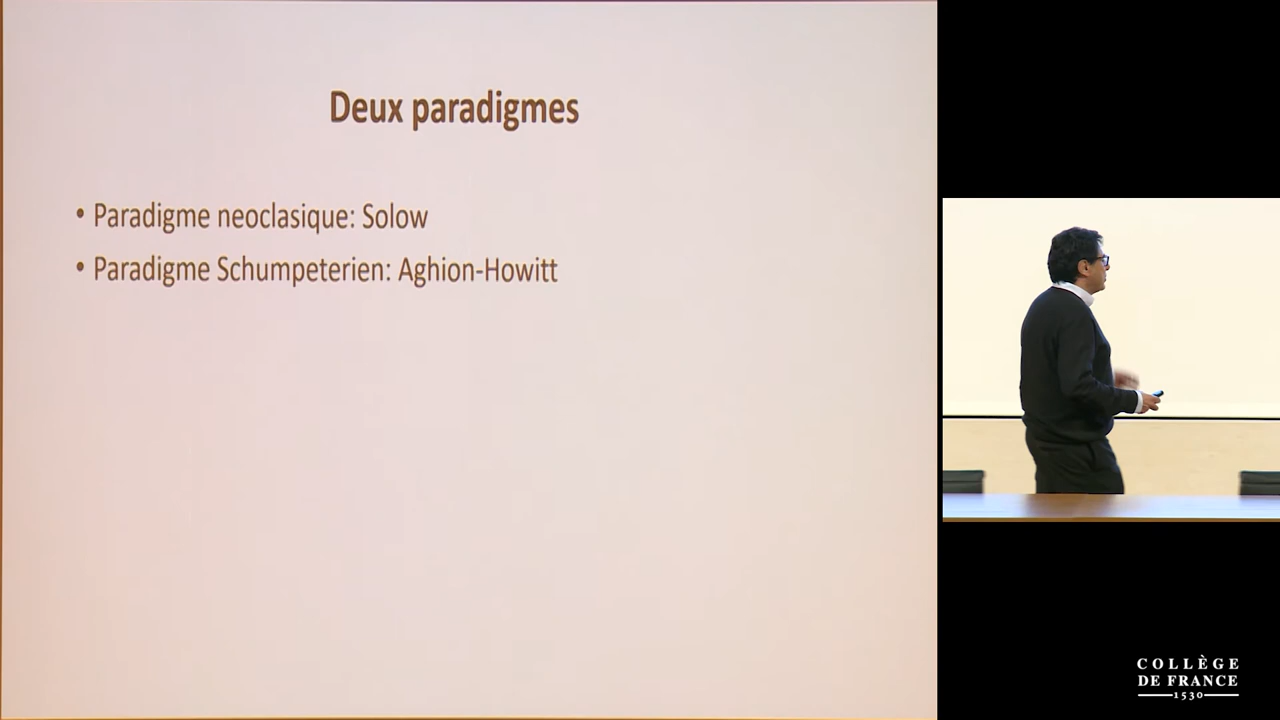 Deux paradigmes
• Paradigme neoclasique: Solow
• Paradigme Schumpeterien: Aghion-Howitt
COLLÈGE
DE FRANCE
1530